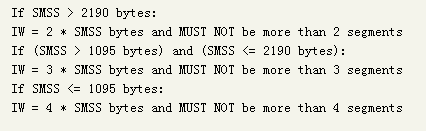 If SMSS > 2190 bytes:
IW = 2 * SMSS bytes and MUST NOT be more than 2 segments
If (SMSS > 1095 bytes) and (SMSS <= 2190 bytes):
IW = 3 * SMSS bytes and MUST NOT be more than 3 segments
If SMSS <= 1095 bytes:
IW = 4 * SMSS bytes and MUST NOT be more than 4 segments